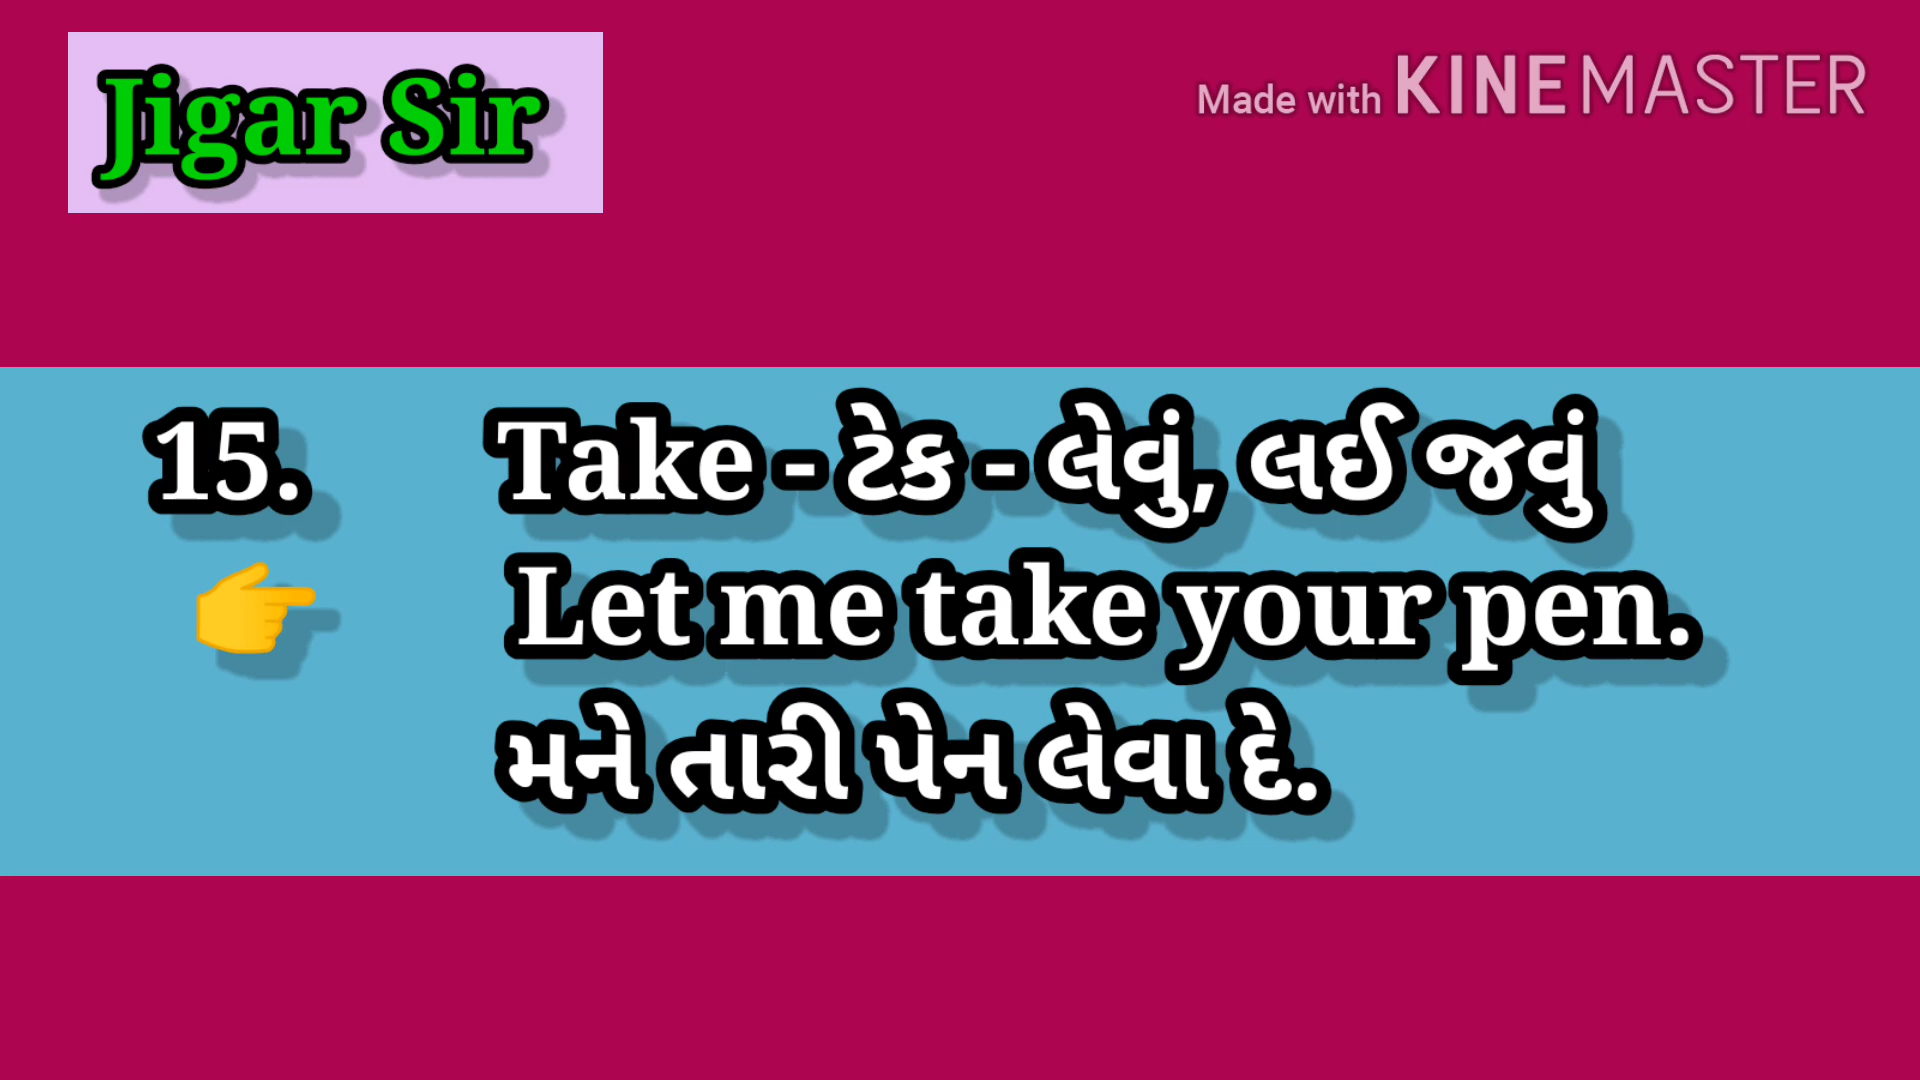 Jigar Sir
Made with KINEMASTER
15. Take - ટેક - લેવું, લઈ જવું
👉 Let me take your pen.
મને તારી પેન લેવા દે.